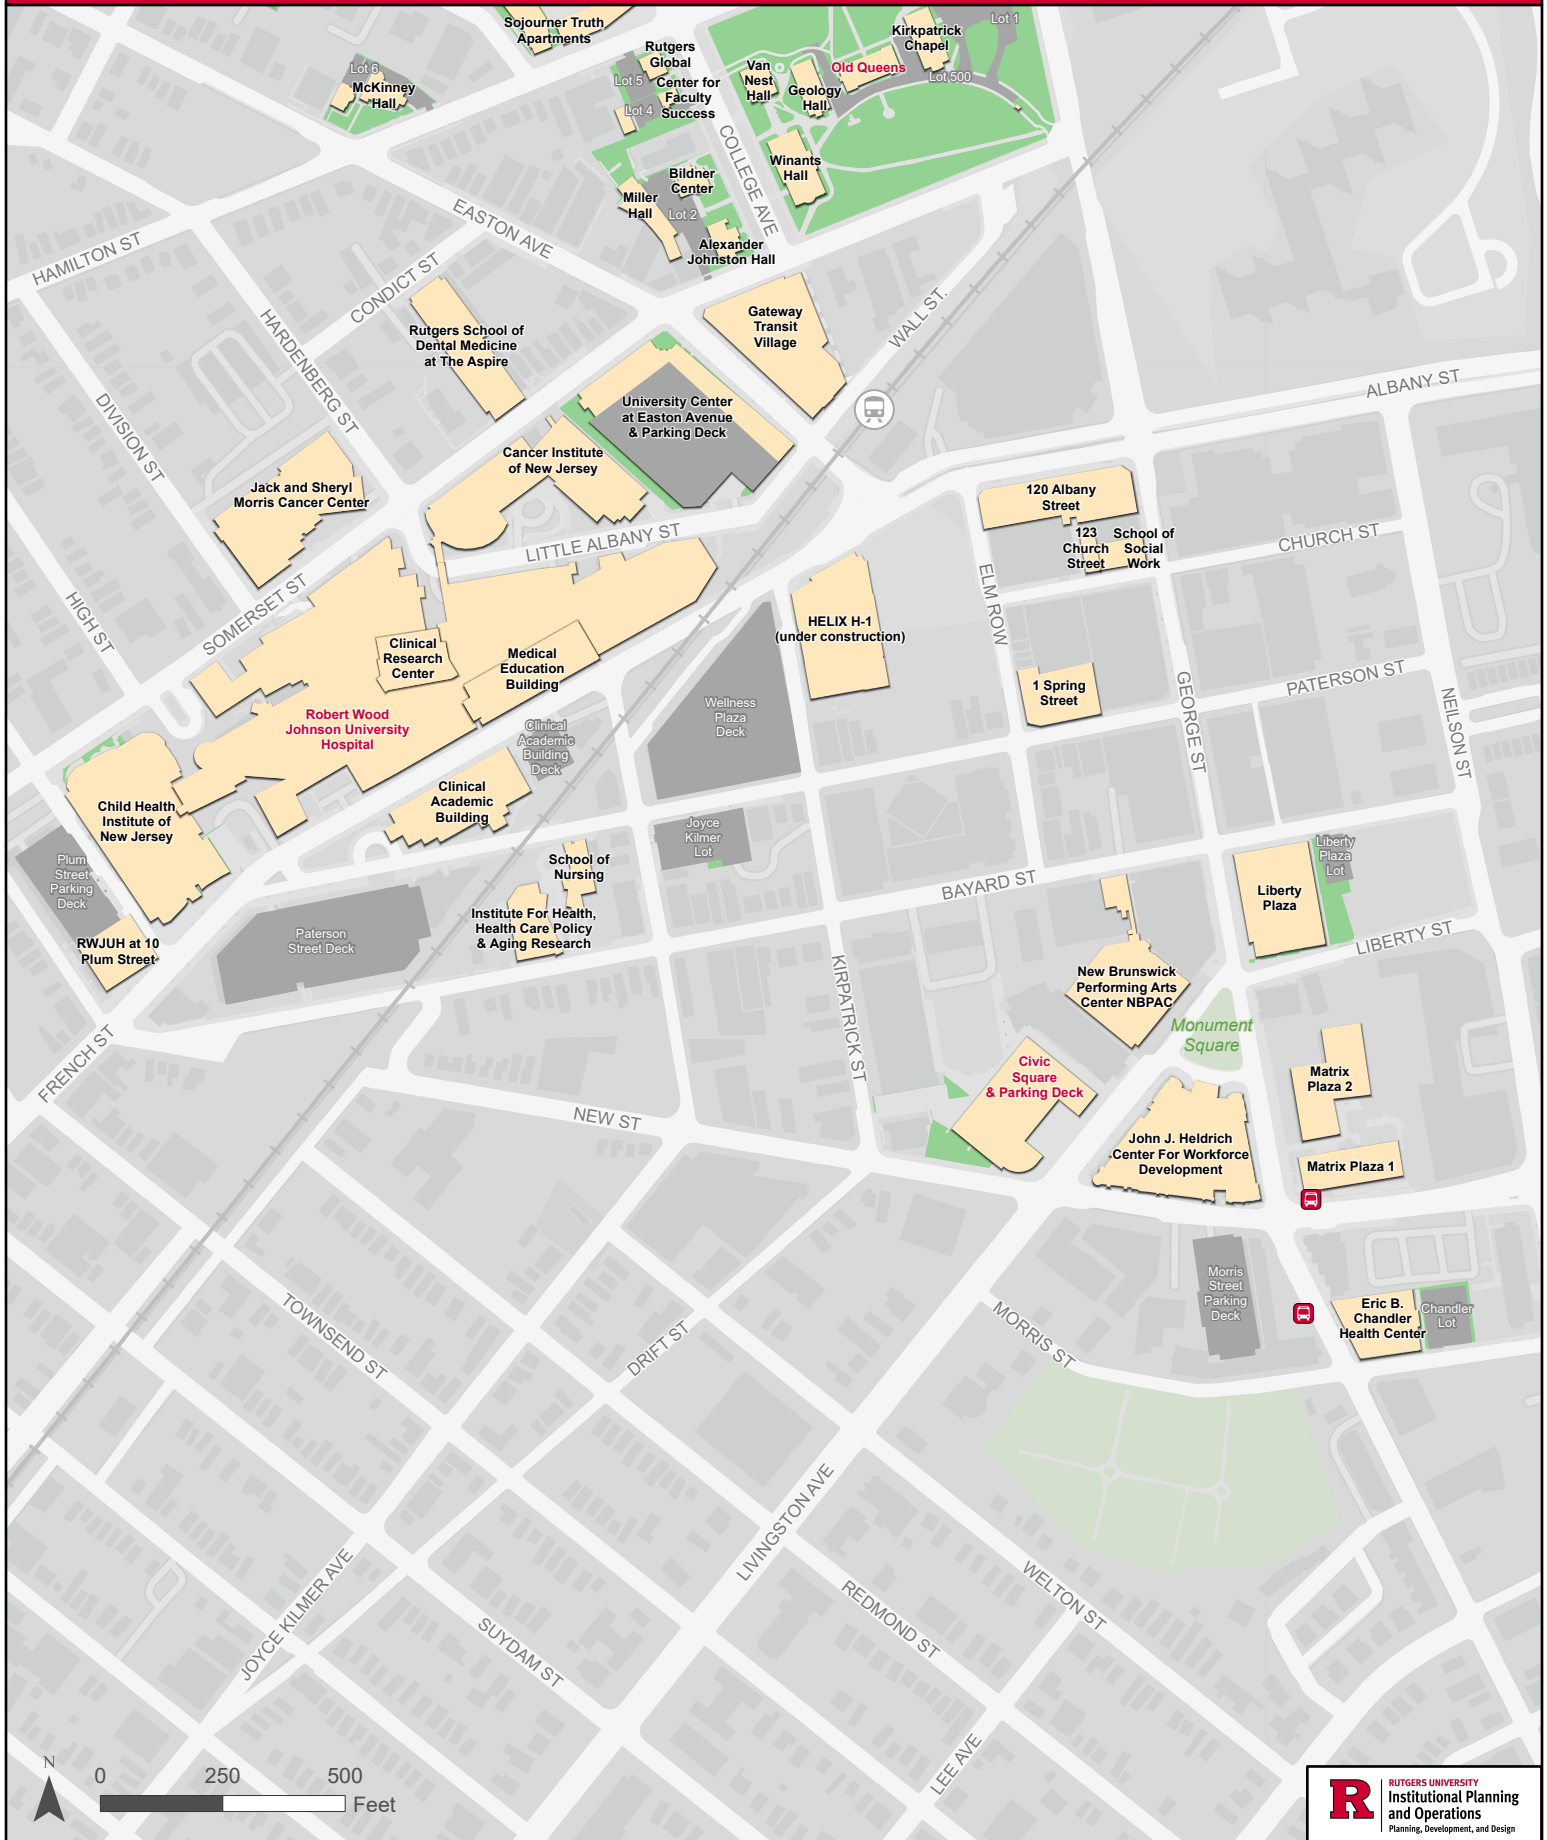 Sojourner Truth
Apartments
Rutgers
Global
Kirkpatrick
Chapel
Lot 1
Lot 6
McKinney
Hall
Lot 5
Center for
Faculty
Success
Lot 4
Van
Nest
Hall
Geology
Hall
Old Queens
Lot 500
COLLEGE AVE
Winants
Hall
Bildner
Center
Miller
Hall
Lot 2
Alexander
Johnston Hall
HAMILTON ST
EASTON AVE
CONDICT ST
HARDENBERG ST
DIVISION ST
Rutgers School of
Dental Medicine
at The Aspire
Gateway
Transit
Village
WALL ST.
ALBANY ST
University Center
at Easton Avenue
& Parking Deck
Cancer Institute
of New Jersey
Jack and Sheryl
Morris Cancer Center
LITTLE ALBANY ST
120 Albany
Street
123
Church
Street
School of
Social
Work
CHURCH ST
ELM ROW
HIGH ST
SOMERSET ST
HELIX H-1
(under construction)
Clinical
Research
Center
Medical
Education
Building
1 Spring
Street
PATERSON ST
GEORGE ST
NEILSON ST
Wellness
Plaza
Deck
Robert Wood
Johnson University
Hospital
Clinical
Academic
Building
Deck
Clinical
Academic
Building
Child Health
Institute of
New Jersey
Joyce
Kilmer
Lot
Liberty
Plaza
Lot
Plum
Street
Parking
Deck
School of
Nursing
BAYARD ST
Liberty
Plaza
Institute For Health,
Health Care Policy
& Aging Research
Paterson
Street Deck
RWJUH at 10
Plum Street
LIBERTY ST
KIRPATRICK ST
New Brunswick
Performing Arts
Center NBPAC
Monument
Square
FRENCH ST
Civic
Square
& Parking Deck
Matrix
Plaza 2
NEW ST
John J. Heldrich
Center For Workforce
Development
Matrix Plaza 1
Morris
Street
Parking
Deck
Eric B.
Chandler
Health Center
Chandler
Lot
TOWNSEND ST
DRIFT ST
MORRIS ST
LIVINGSTON AVE
JOYCE KILMER AVE
SUYDAM ST
REDMOND ST
WELTON ST
LEE AVE
N
0 250 500
Feet
R
RUTGERS UNIVERSITY
Institutional Planning
and Operations
Planning, Development, and Design